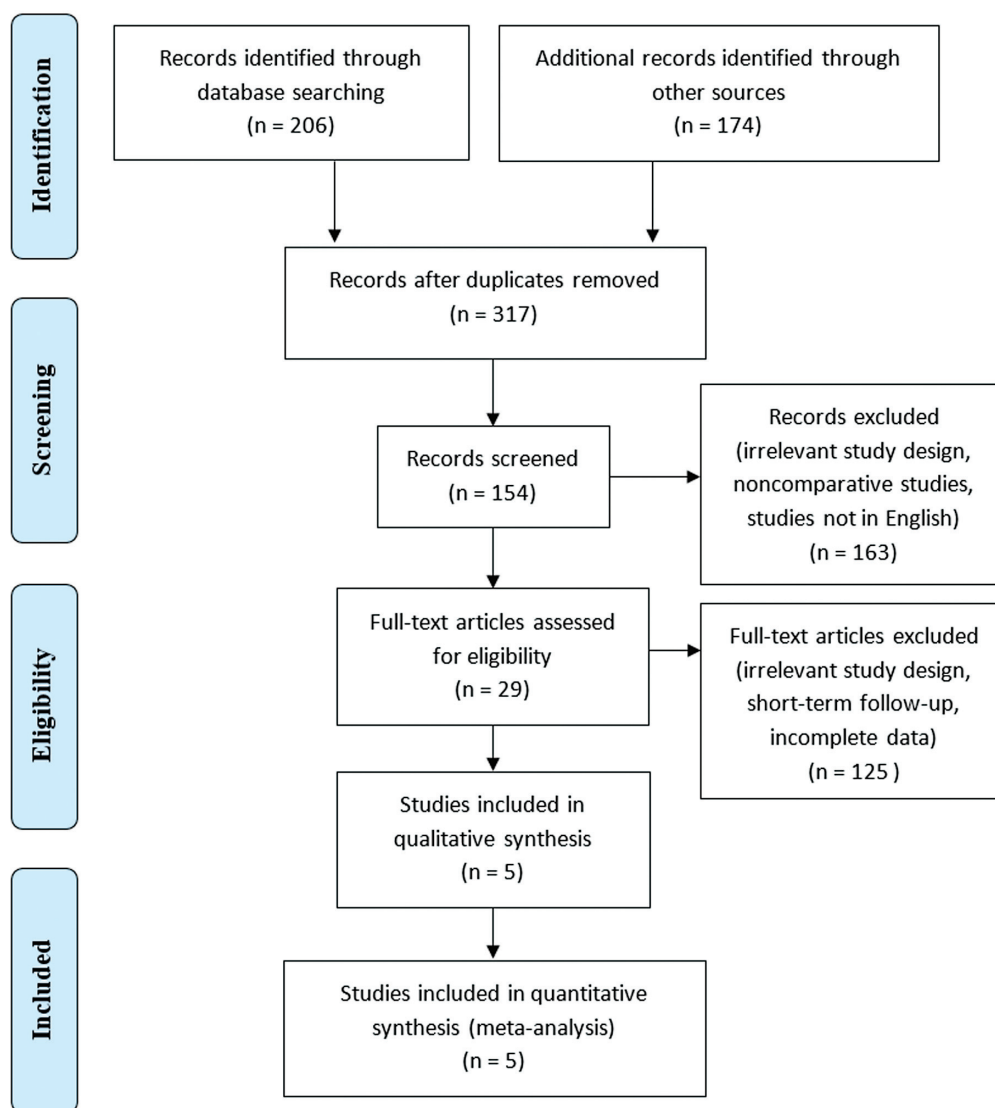 Identification
Records identified through
database searching
(n = 206)
Additional records identified through
other sources
(n = 174)
Records after duplicates removed
(n = 317)
Screening
Records screened
(n = 154)
Records excluded
(irrelevant study design,
noncomparative studies,
studies not in English)
(n = 163)
Eligibility
Full-text articles assessed
for eligibility
(n = 29)
Full-text articles excluded
(irrelevant study design,
short-term follow-up,
incomplete data)
(n = 125 )
Studies included in
qualitative synthesis
(n = 5)
Included
Studies included in quantitative
synthesis (meta-analysis)
(n = 5)